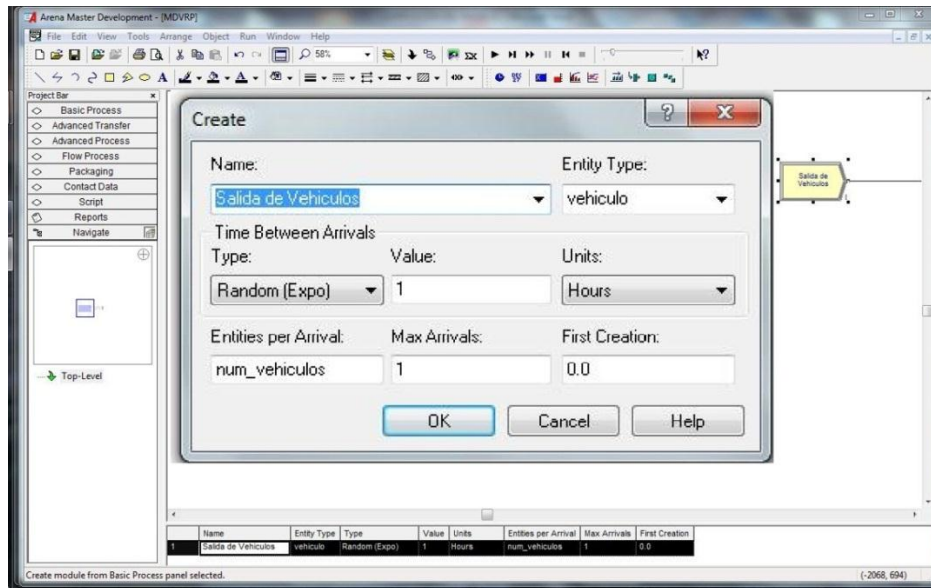 Arena Master Development - [MDVRP]
File Edit View Tools Arrange Object Run Window Help
58%
Project Bar
Basic Process
Advanced Transfer
Advanced Process
Flow Process
Packaging
Contact Data
Script
Reports
Navigate
Top-Level
Create
Name: Entity Type:
Salida de Vehiculos vehiculo
Time Between Arrivals
Type: Value: Units:
Random (Expo) 1 Hours
Entities per Arrival: Max Arrivals: First Creation:
num_vehiculos 1 0.0
OK Cancel Help
Salida de
Vehiculos
Name Entity Type Type Value Units Entities per Arrival Max Arrivals First Creation
1 Salida de Vehiculos vehiculo Random (Expo) 1 Hours num_vehiculos 1 0.0
Create module from Basic Process panel selected. (-2068, 694)